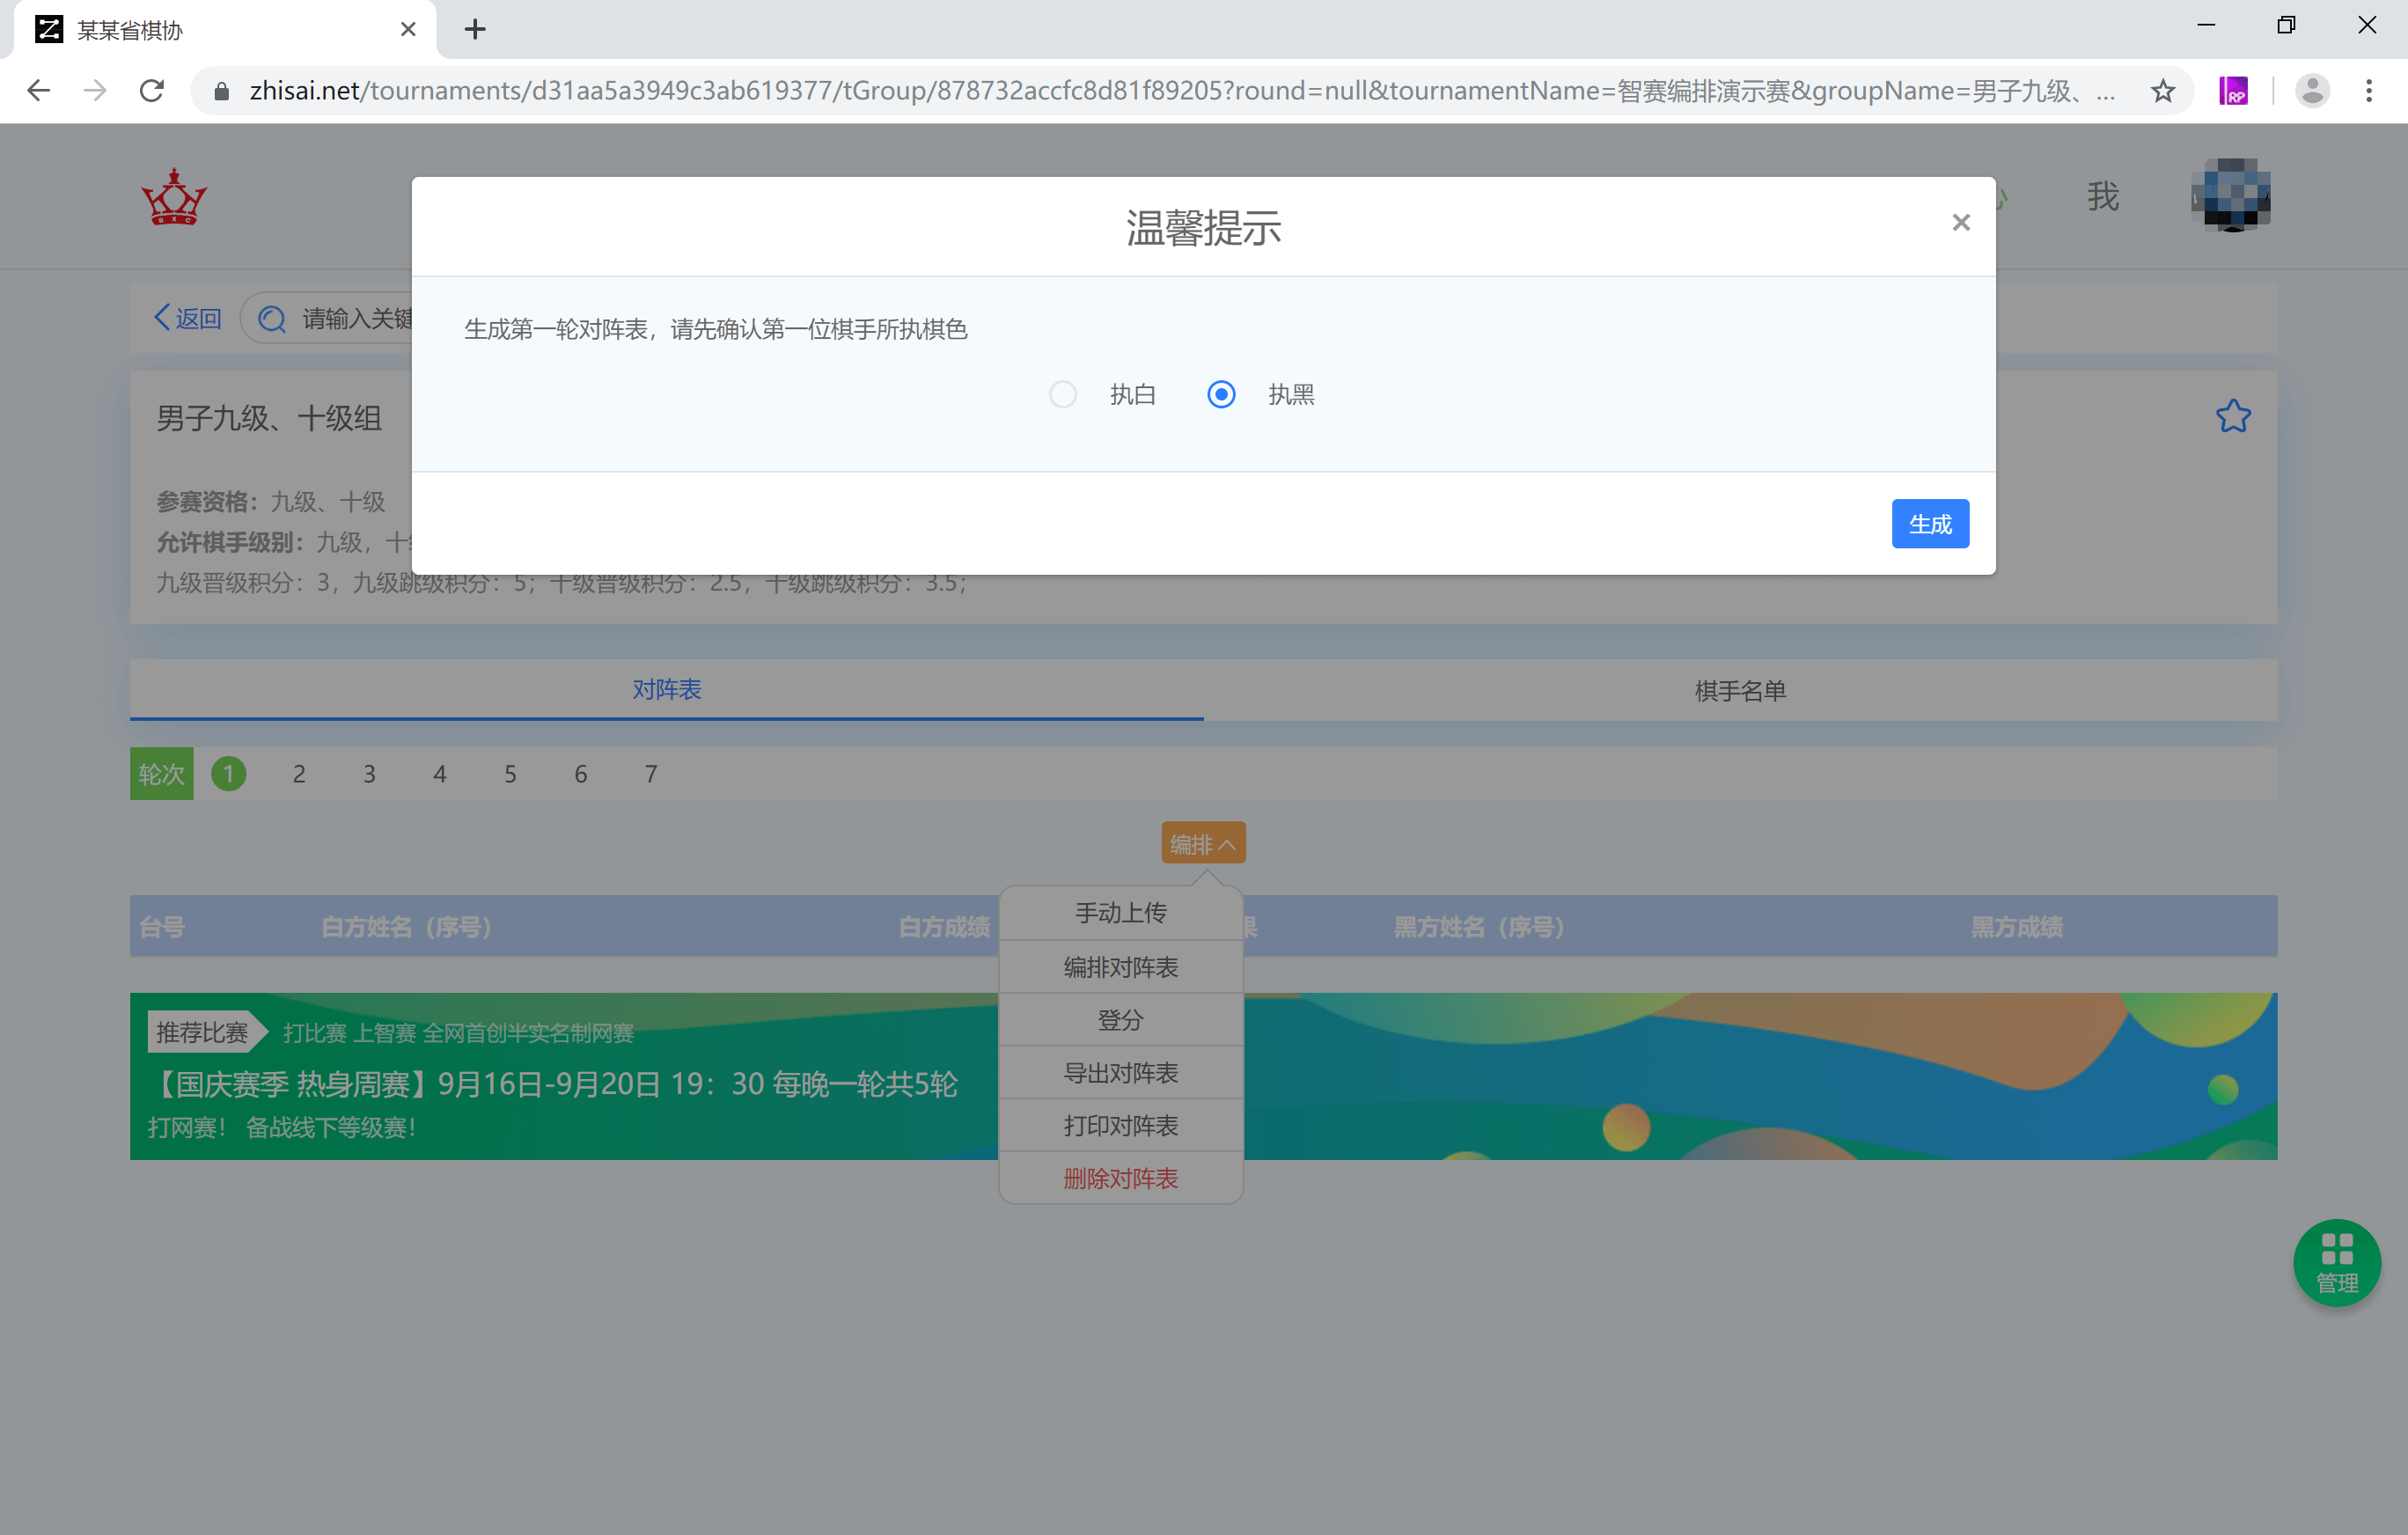 某某省棋协
zhisai.net/tournaments/d31aa5a3949c3ab619377/tGroup/878732accfc8d81f89205?round=null&tournamentName=智赛编排演示赛&groupName=男子九级、...
我
温馨提示
生成第一轮对阵表，请先确认第一位棋手所执棋色
执白 执黑
生成
返回 请输入关键
男子九级、十级组
参赛资格：九级、十级
允许棋手级别：九级，十
九级晋级积分：3，九级跳级积分：5；十级晋级积分：2.5，十级跳级积分：3.5；
对阵表 棋手名单
轮次 1 2 3 4 5 6 7
编排
台号 白方姓名（序号） 白方成绩 黑方姓名（序号） 黑方成绩
手动上传
编排对阵表
登分
导出对阵表
打印对阵表
删除对阵表
推荐比赛 打比赛 上智赛 全网首创半实名制网赛
【国庆赛季 热身周赛】9月16日-9月20日 19：30 每晚一轮共5轮
打网赛！ 备战线下等级赛！
管理